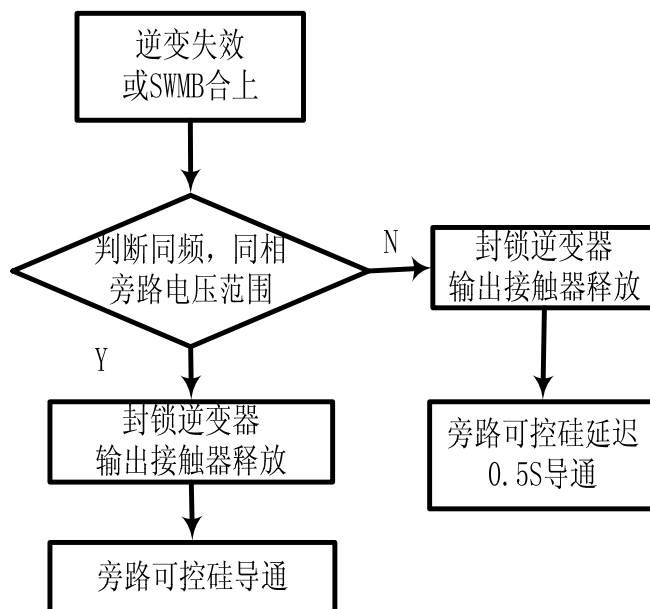 逆变失效
或SWMB合上
判断同频，同相
旁路电压范围
N
封锁逆变器
输出接触器释放
Y
封锁逆变器
输出接触器释放
旁路可控硅延迟
0.5S导通
旁路可控硅导通